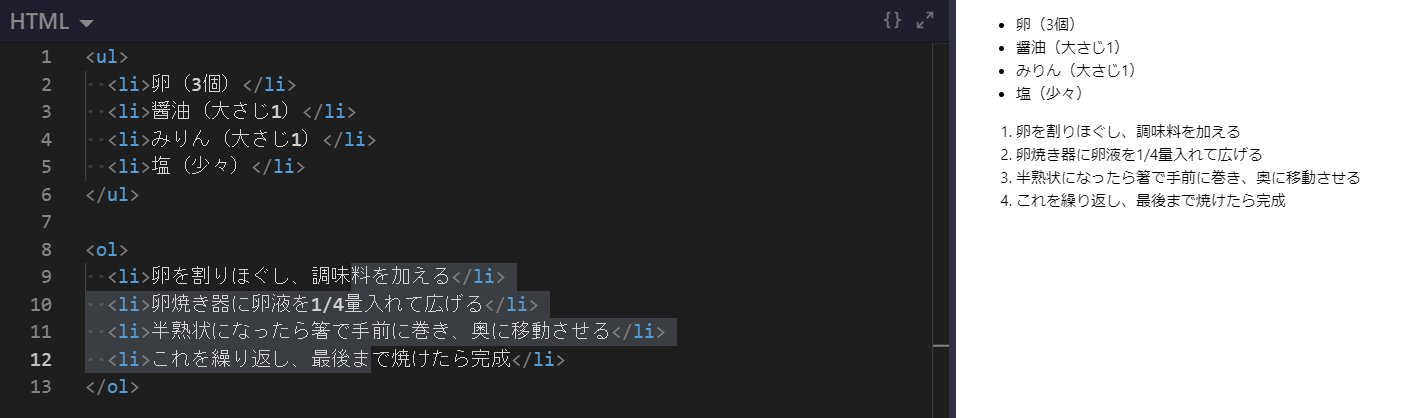 HTML
{}
1 <ul>
2 <li>卵（3個）</li>
3 <li>醤油（大さじ1）</li>
4 <li>みりん（大さじ1）</li>
5 <li>塩（少々）</li>
6 </ul>
7
8 <ol>
9 <li>卵を割りほぐし、調味料を加える</li>
10 <li>卵焼き器に卵液を1/4量入れて広げる</li>
11 <li>半熟状になったら箸で手前に巻き、奥に移動させる</li>
12 <li>これを繰り返し、最後まで焼けたら完成</li>
13 </ol>
• 卵（3個）
• 醤油（大さじ1）
• みりん（大さじ1）
• 塩（少々）
1. 卵を割りほぐし、調味料を加える
2. 卵焼き器に卵液を1/4量入れて広げる
3. 半熟状になったら箸で手前に巻き、奥に移動させる
4. これを繰り返し、最後まで焼けたら完成